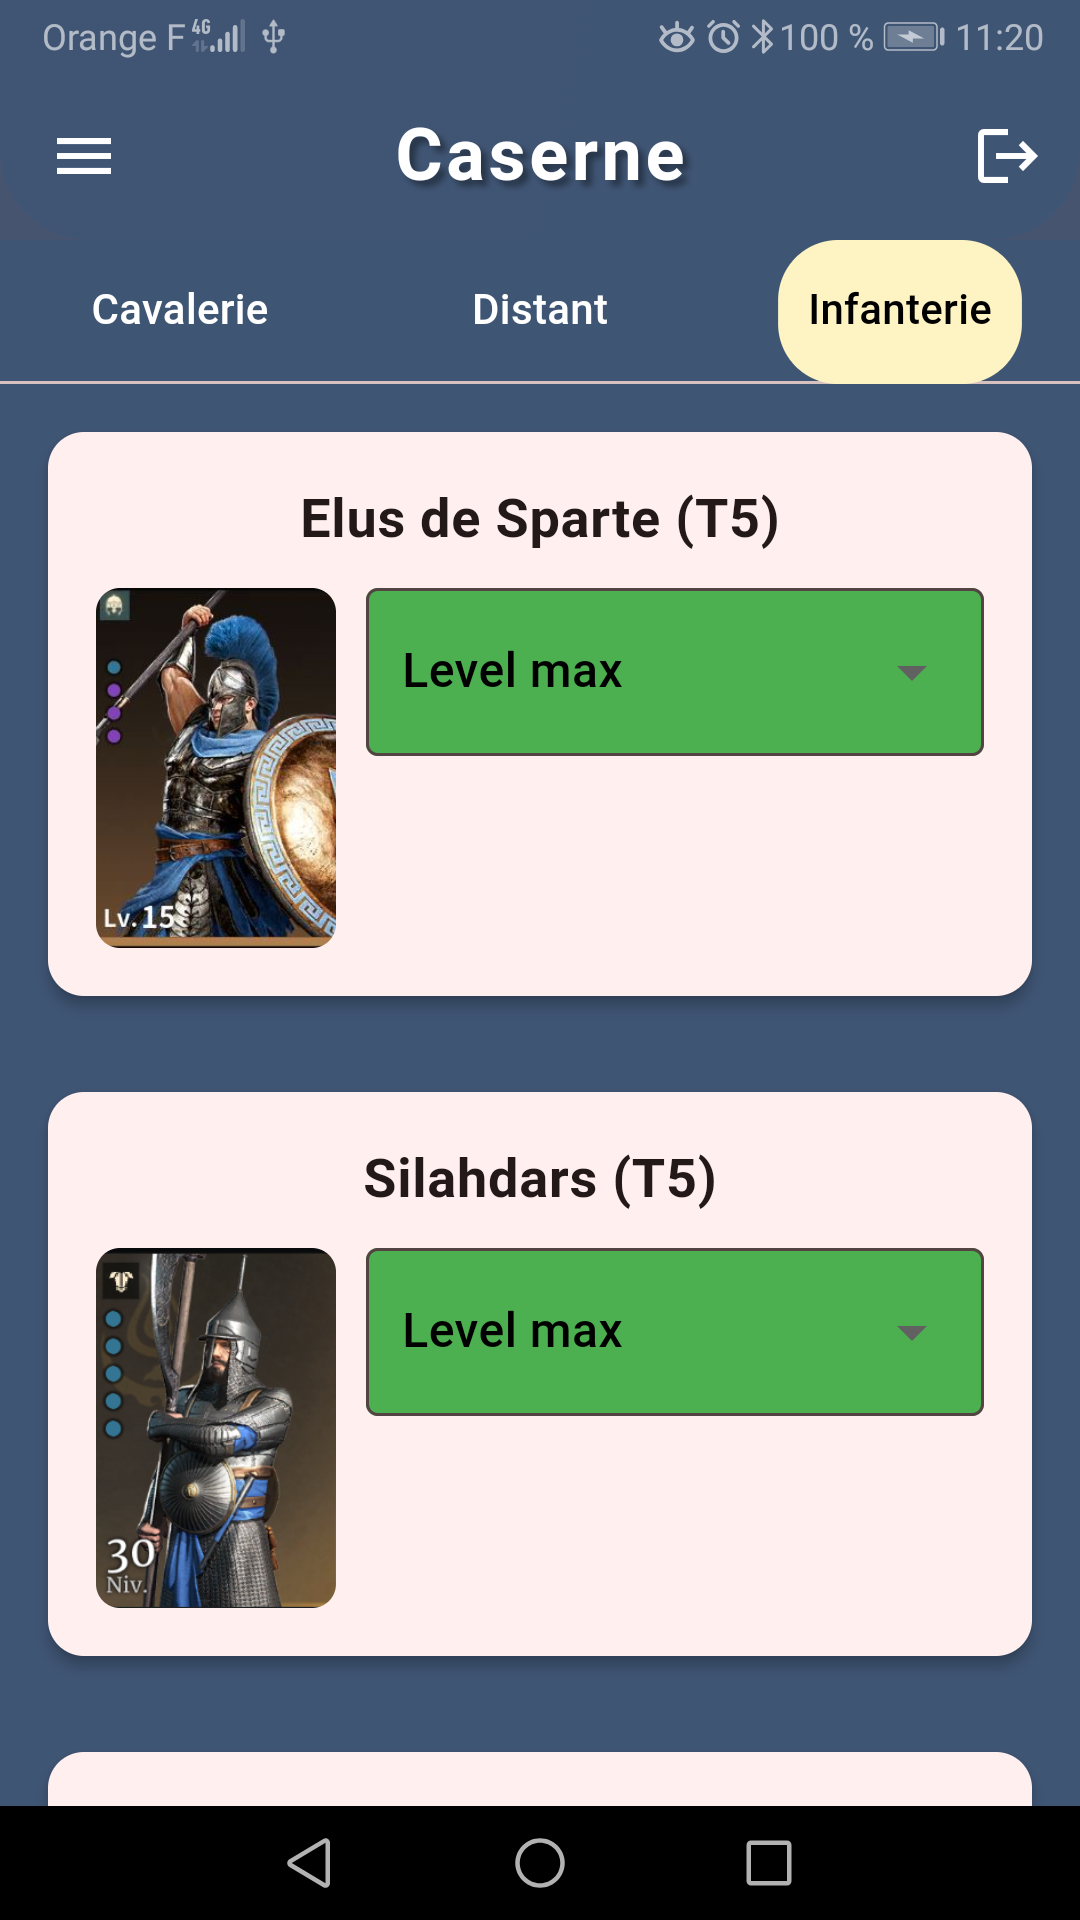 Orange F 4G 100 % 11:20
Caserne
Cavalerie Distant Infanterie
Elus de Sparte (T5)
Level max
Lv. 15
Silahdars (T5)
Level max
30
Niv.